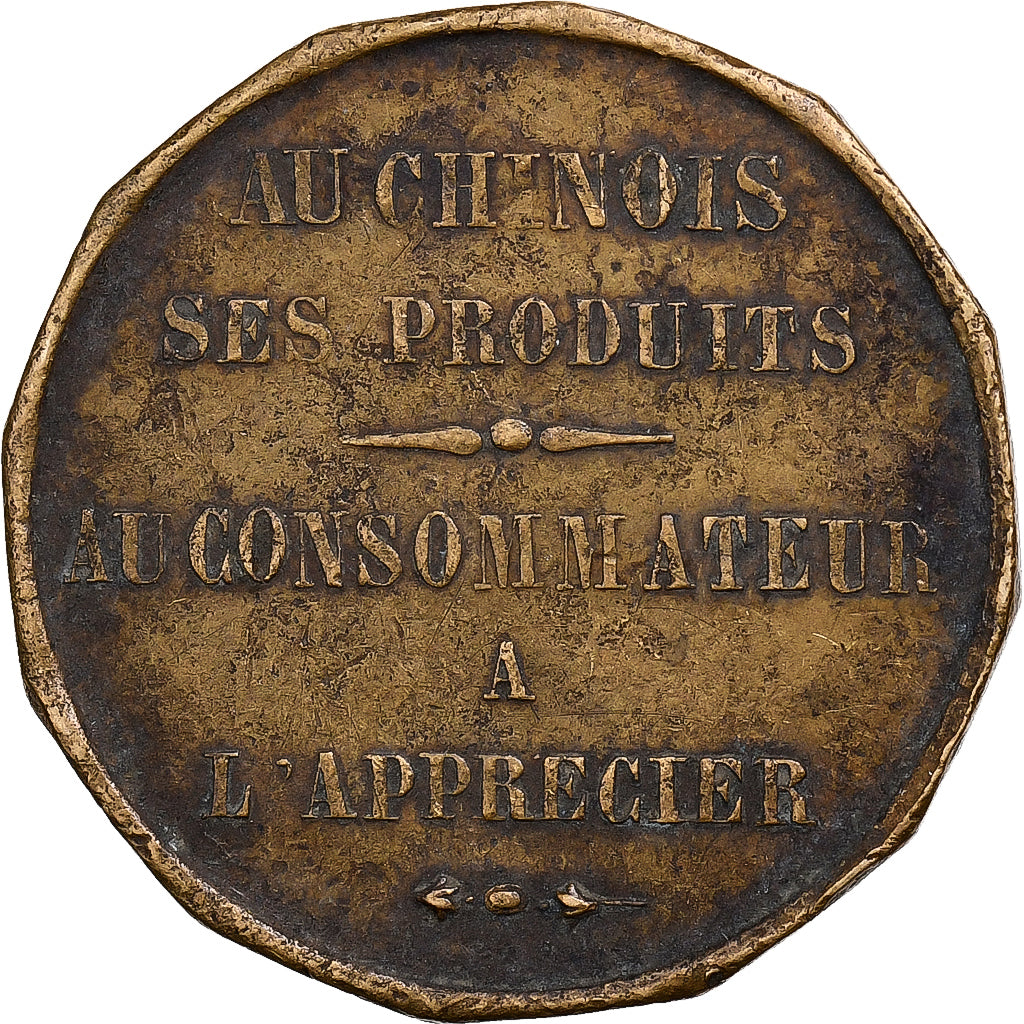 AU CHINOIS
SES PRODUITS
AU CONSOMMATEUR
A
L'APPRECIER